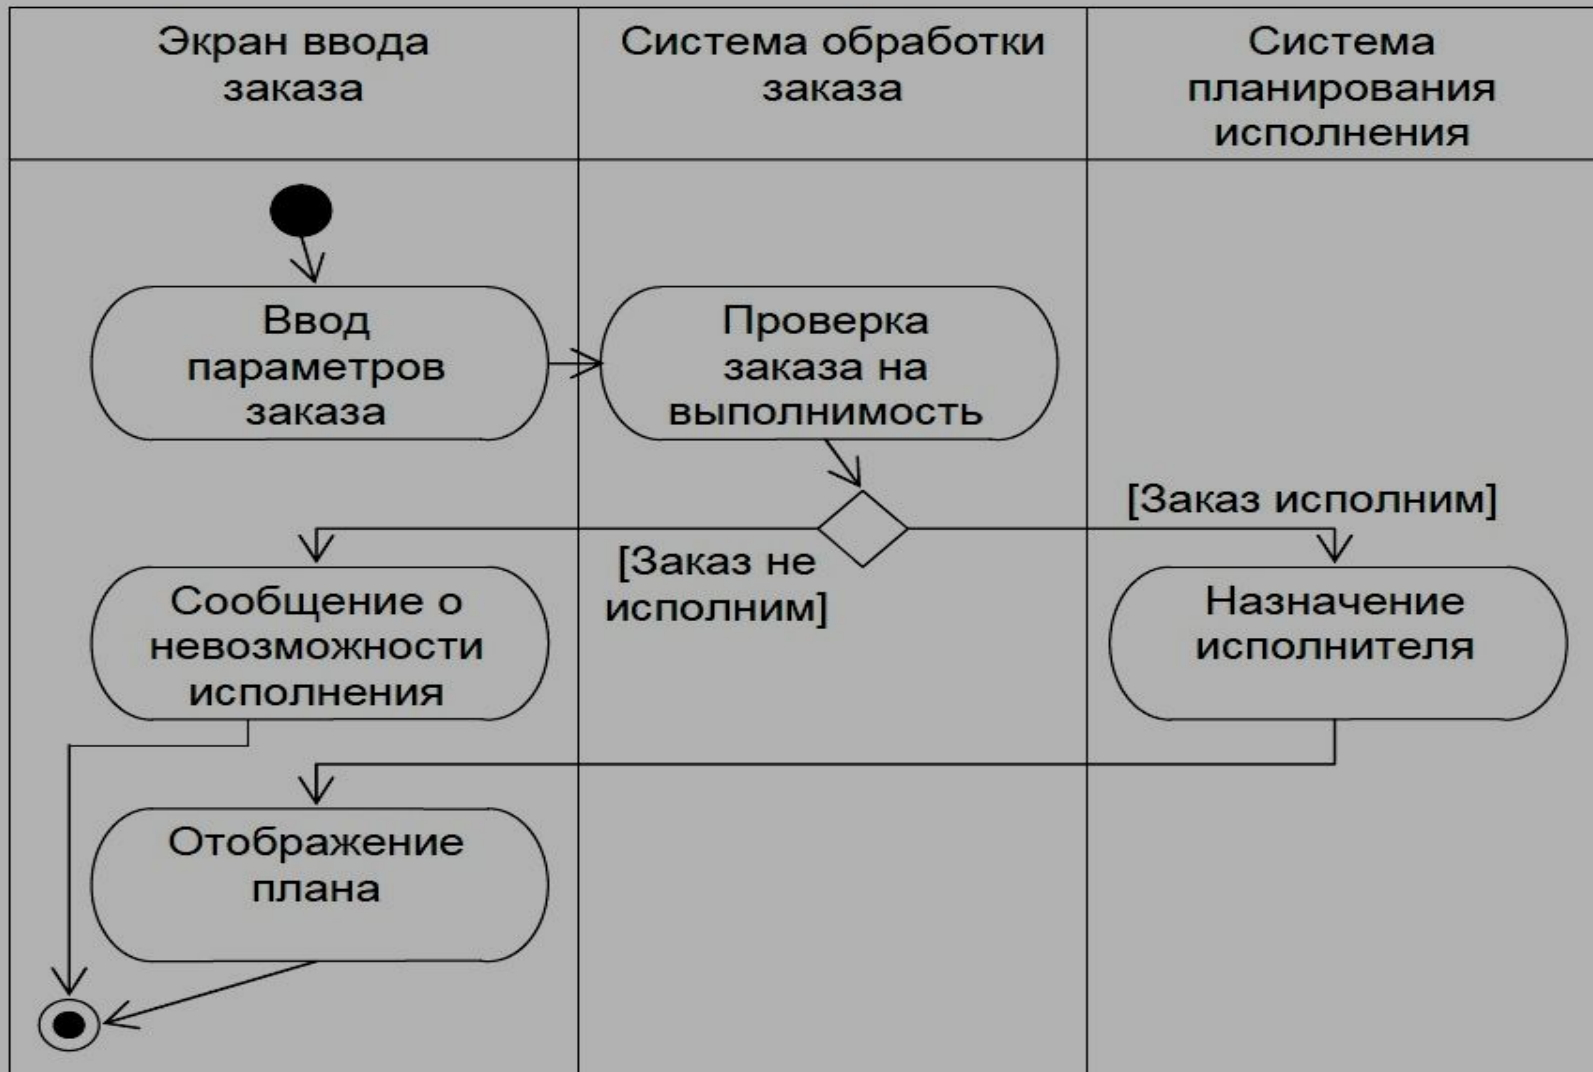 Экран ввода
заказа
Система обработки
заказа
Система
планирования
исполнения
Ввод
параметров
заказа
Проверка
заказа на
выполнимость
[Заказ исполним]
[Заказ не
исполним]
Сообщение о
невозможности
исполнения
Назначение
исполнителя
Отображение
плана